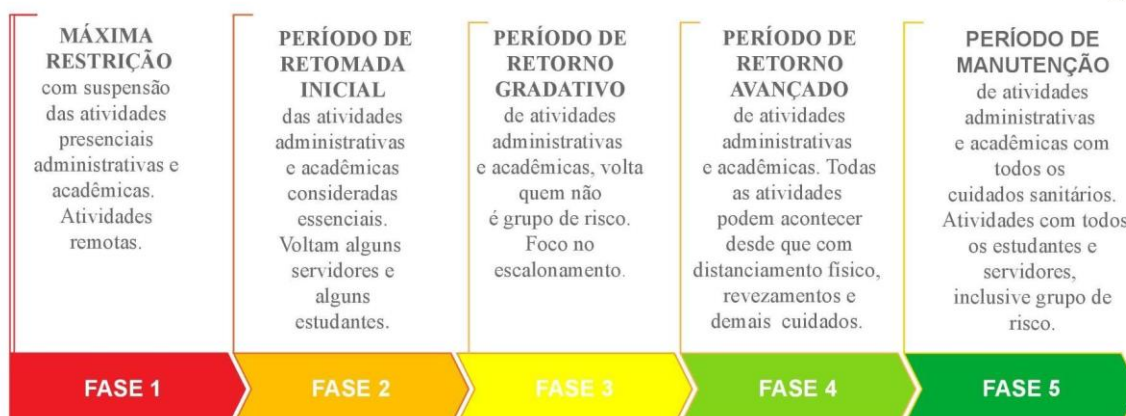 MÁXIMA
RESTRIÇÃO
com suspensão
das atividades
presenciais
administrativas e
acadêmicas.
Atividades
remotas.
PERÍODO DE
RETOMADA
INICIAL
das atividades
administrativas
e acadêmicas
consideradas
essenciais.
Voltam alguns
servidores e
alguns
estudantes.
PERÍODO DE
RETORNO
GRADATIVO
de atividades
administrativas
e acadêmicas, volta
quem não
é grupo de risco.
Foco no
escalonamento.
PERÍODO DE
RETORNO
AVANÇADO
de atividades
administrativas
e acadêmicas. Todas
as atividades
podem acontecer
desde que com
distanciamento físico,
revezamentos e
demais cuidados.
PERÍODO DE
MANUTENÇÃO
de atividades
administrativas
e acadêmicas com
todos os
cuidados sanitários.
Atividades com todos
os estudantes e
servidores,
inclusive grupo de
risco.
FASE 1
FASE 2
FASE 3
FASE 4
FASE 5